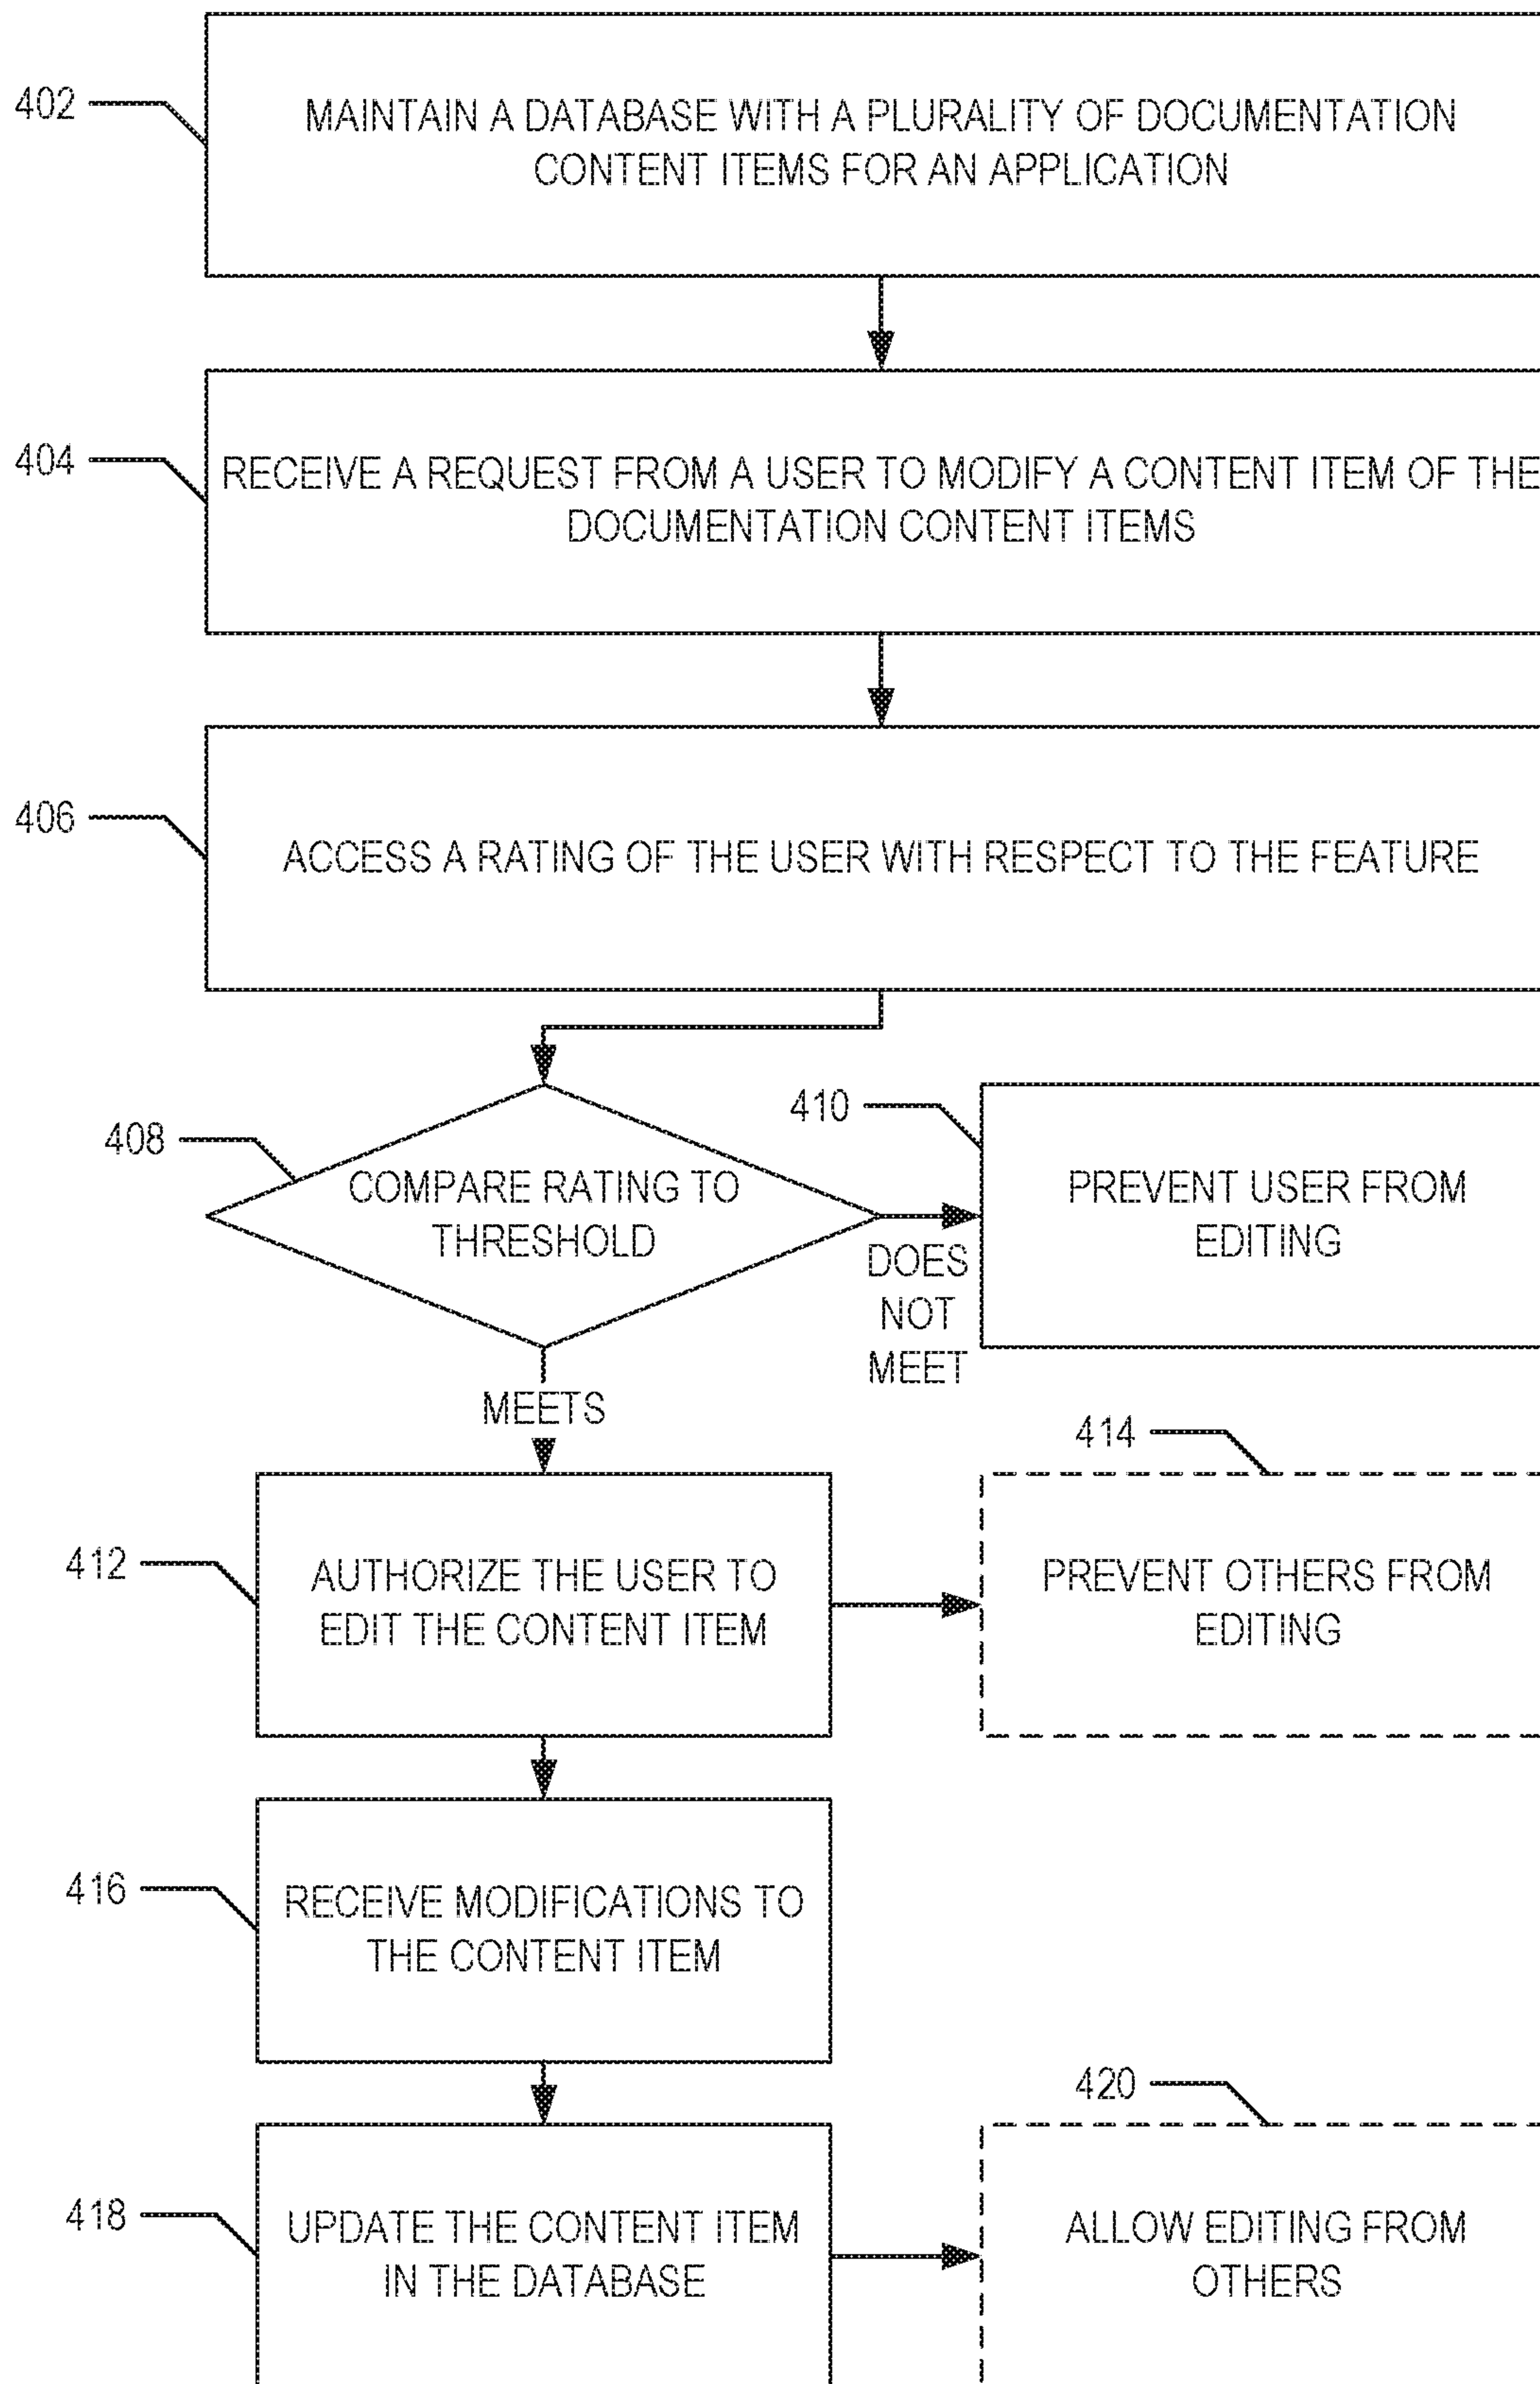 402
MAINTAIN A DATABASE WITH A PLURALITY OF DOCUMENTATION
CONTENT ITEMS FOR AN APPLICATION
404
RECEIVE A REQUEST FROM A USER TO MODIFY A CONTENT ITEM OF THE
DOCUMENTATION CONTENT ITEMS
406
ACCESS A RATING OF THE USER WITH RESPECT TO THE FEATURE
408
COMPARE RATING TO
THRESHOLD
DOES
NOT
MEET
410
PREVENT USER FROM
EDITING
MEETS
412
AUTHORIZE THE USER TO
EDIT THE CONTENT ITEM
414
PREVENT OTHERS FROM
EDITING
416
RECEIVE MODIFICATIONS TO
THE CONTENT ITEM
418
UPDATE THE CONTENT ITEM
IN THE DATABASE
420
ALLOW EDITING FROM
OTHERS